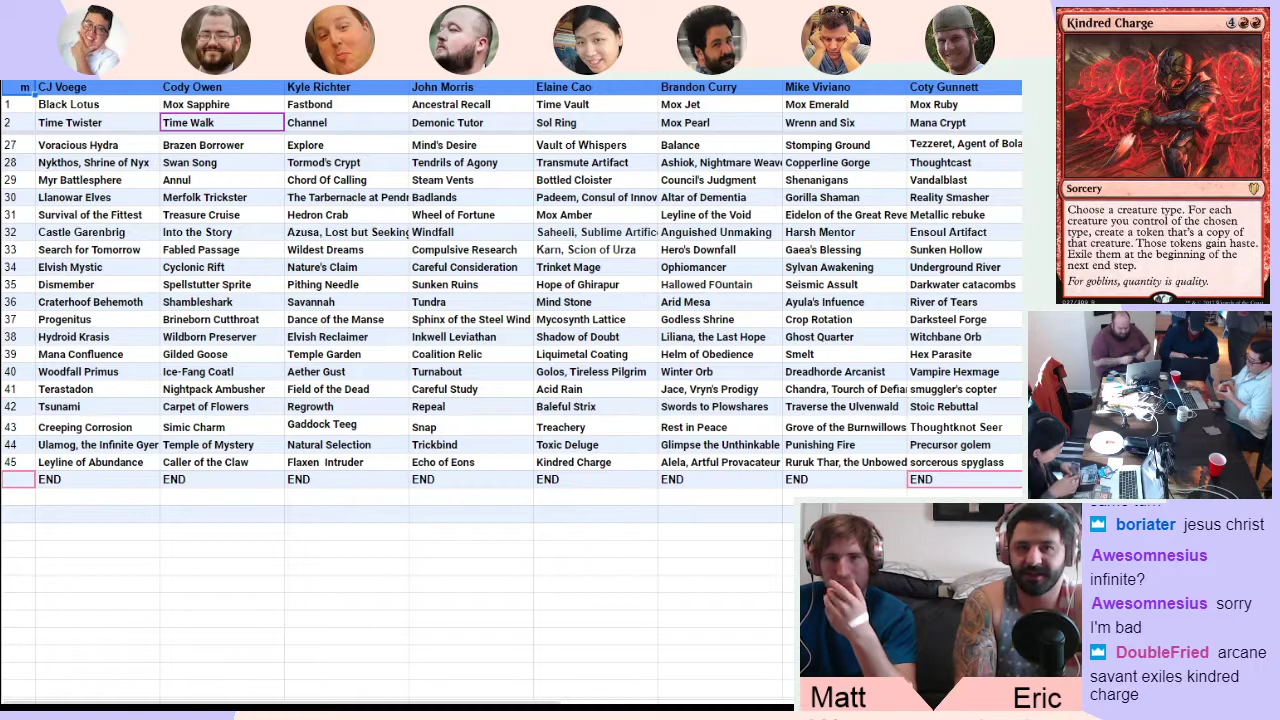 m CJ Voege Cody Owen Kyle Richter John Morris Elaine Cao Brandon Curry Mike Viviano Coty Gunnett
1 Black Lotus Mox Sapphire Fastbond Ancestral Recall Time Vault Mox Jet Mox Emerald Mox Ruby
2 Time Twister Time Walk Channel Demonic Tutor Sol Ring Mox Pearl Wrenn and Six Mana Crypt
27 Voracious Hydra Brazen Borrower Explore Mind's Desire Vault of Whispers Balance Stomping Ground Tezzeret, Agent of Bola
28 Nykthos, Shrine of Nyx Swan Song Tormod's Crypt Tendrils of Agony Transmute Artifact Ashiok, Nightmare Weave Copperline Gorge Thoughtcast
29 Myr Battlesphere Annul Chord Of Calling Steam Vents Bottled Cloister Council's Judgment Shenanigans Vandalblast
30 Llanowar Elves Merfolk Trickster The Tarbernacle at Pendr Badlands Padeem, Consul of Innov Altar of Dementia Gorilla Shaman Reality Smasher
31 Survival of the Fittest Treasure Cruise Hedron Crab Wheel of Fortune Mox Amber Leyline of the Void Eidelon of the Great Reve Metallic rebuke
32 Castle Garenbrig Into the Story Azusa, Lost but Seeking Windfall Saheeli, Sublime Artific Anguished Unmaking Harsh Mentor Ensoul Artifact
33 Search for Tomorrow Fabled Passage Wildest Dreams Compulsive Research Karn, Scion of Urza Hero's Downfall Gaea's Blessing Sunken Hollow
34 Elvish Mystic Cyclonic Rift Nature's Claim Careful Consideration Trinket Mage Ophiomancer Sylvan Awakening Underground River
35 Dismember Spellstutter Sprite Pithing Needle Sunken Ruins Hope of Ghirapur Hallowed FOuntain Seismic Assult Darkwater catacombs
36 Craterhoof Behemoth Shambleshark Savannah Tundra Mind Stone Arid Mesa Ayula's Infuence River of Tears
37 Progenitus Brineborn Cutthroat Dance of the Manse Sphinx of the Steel Wind Mycosynth Lattice Godless Shrine Crop Rotation Darksteel Forge
38 Hydroid Krasis Wildborn Preserver Elvish Reclaimer Inkwell Leviathan Shadow of Doubt Liliana, the Last Hope Ghost Quarter Witchbane Orb
39 Mana Confluence Gilded Goose Temple Garden Coalition Relic Liquimetal Coating Helm of Obedience Smelt Hex Parasite
40 Woodfall Primus Ice-Fang Coatl Aether Gust Turnabout Golos, Tireless Pilgrim Winter Orb Dreadhorde Arcanist Vampire Hexmage
41 Terastadon Nightpack Ambusher Field of the Dead Careful Study Acid Rain Jace, Vryn's Prodigy Chandra, Tourch of Defian smuggler's copter
42 Tsunami Carpet of Flowers Regrowth Repeal Baleful Strix Swords to Plowshares Traverse the Ulvenwald Stoic Rebuttal
43 Creeping Corrosion Simic Charm Gaddock Teeg Snap Treachery Rest in Peace Grove of the Burnwillows Thoughtknot Seer
44 Ulamog, the Infinite Gyer Temple of Mystery Natural Selection Trickbind Toxic Deluge Glimpse the Unthinkable Punishing Fire Precursor golem
45 Leyline of Abundance Caller of the Claw Flaxen Intruder Echo of Eons Kindred Charge Alela, Artful Provacateur Ruruk Thar, the Unbowed sorcerous spyglass
END END END END END END END END
Kindred Charge 4
Sorcery
Choose a creature type. For each
creature you control of the chosen
type, create a token that's a copy of
that creature. Those tokens gain haste.
Exile them at the beginning of the
next end step.
For goblins, quantity is quality.
boriater jesus christ
Awesomnesius
infinite?
Awesomnesius sorry
I'm bad
DoubleFried arcane
savant exiles kindred
charge
Matt Eric